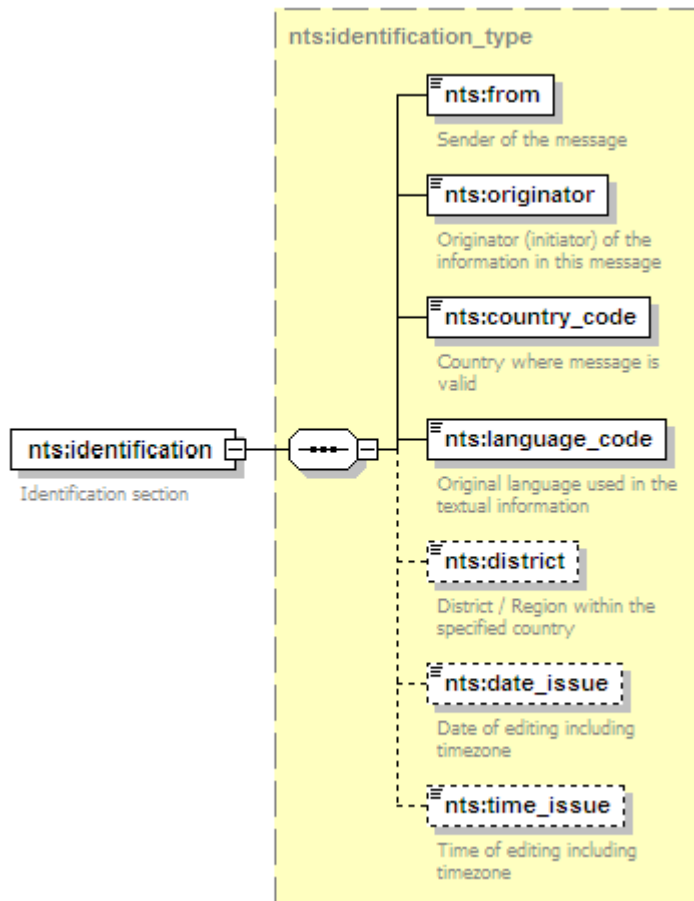 nts:identification_type
nts:from
Sender of the message
nts:originator
Originator (initiator) of the
information in this message
nts:country_code
Country where message is
valid
nts:identification
Identification section
nts:language_code
Original language used in the
textual information
nts:district
District / Region within the
specified country
nts:date_issue
Date of editing including
timezone
nts:time_issue
Time of editing including
timezone